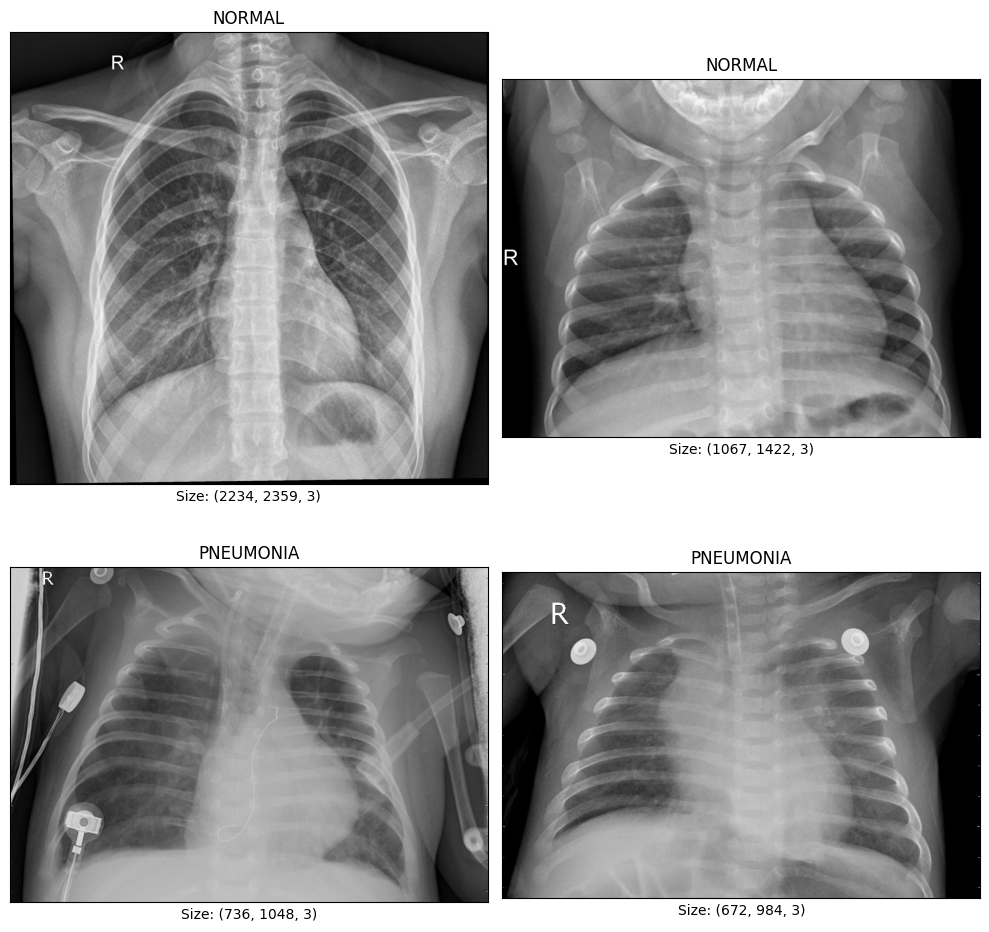 NORMAL
R
Size: (2234, 2359, 3)
NORMAL
R
Size: (1067, 1422, 3)
PNEUMONIA
R
Size: (736, 1048, 3)
PNEUMONIA
R
Size: (672, 984, 3)